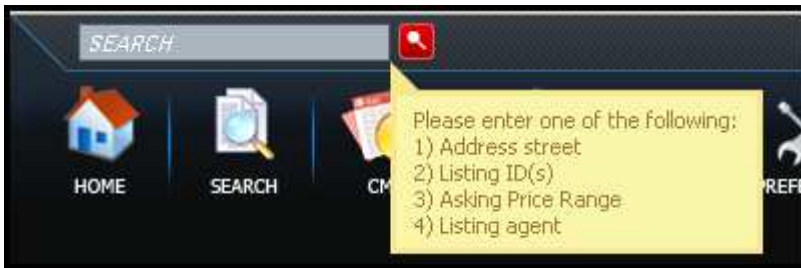 SEARCH
Please enter one of the following:
1) Address street
2) Listing ID(s)
3) Asking Price Range
4) Listing agent
HOME
SEARCH